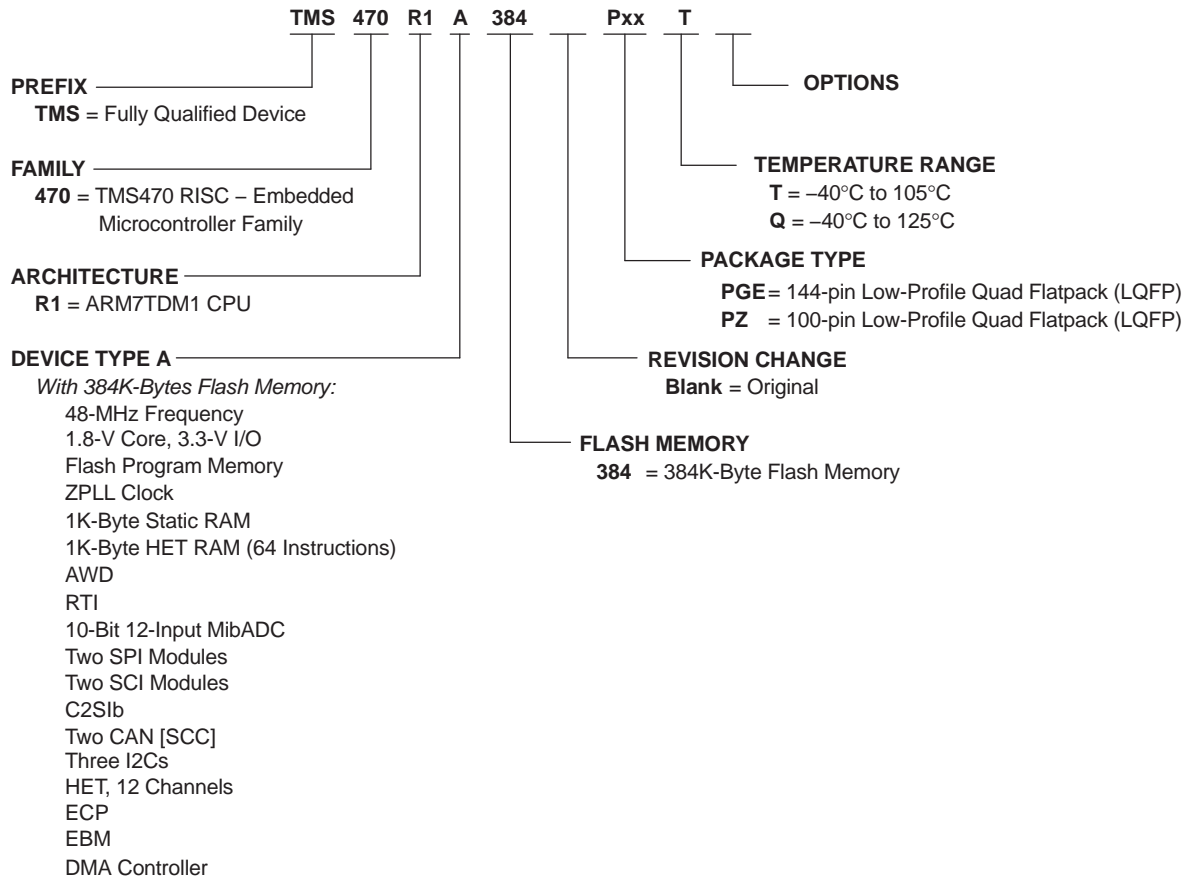 TMS 470 R1 A 384 Pxx T
PREFIX
TMS = Fully Qualified Device
FAMILY
470 = TMS470 RISC − Embedded
Microcontroller Family
ARCHITECTURE
R1 = ARM7TDM1 CPU
DEVICE TYPE A
With 384K-Bytes Flash Memory:
48-MHz Frequency
1.8-V Core, 3.3-V I/O
Flash Program Memory
ZPLL Clock
1K-Byte Static RAM
1K-Byte HET RAM (64 Instructions)
AWD
RTI
10-Bit 12-Input MibADC
Two SPI Modules
Two SCI Modules
C2SIb
Two CAN [SCC]
Three I2Cs
HET, 12 Channels
ECP
EBM
DMA Controller
OPTIONS
TEMPERATURE RANGE
T = −40°C to 105°C
Q = −40°C to 125°C
PACKAGE TYPE
PGE = 144-pin Low-Profile Quad Flatpack (LQFP)
PZ = 100-pin Low-Profile Quad Flatpack (LQFP)
REVISION CHANGE
Blank = Original
FLASH MEMORY
384 = 384K-Byte Flash Memory